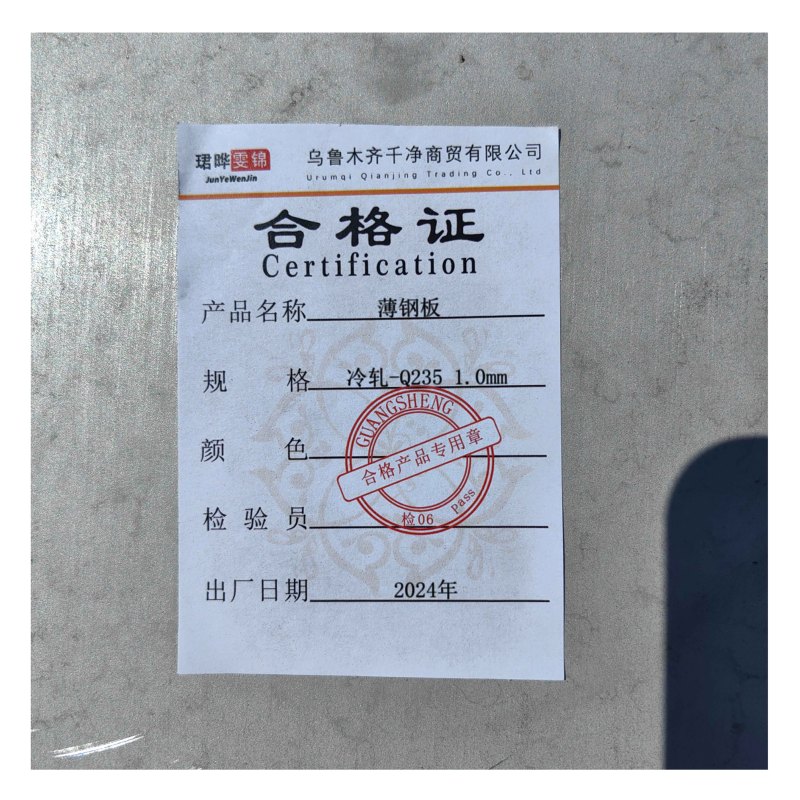 珺晔雯锦
JunYeWenJin
乌鲁木齐千净商贸有限公司
Urumqi Qianjing Trading Co., Ltd
合格证
Certification
产品名称 薄钢板
规 格 冷轧-Q235 1.0mm
GUANGSHENG
颜 色
合格产品专用章
Pass
检验员 检06
出厂日期 2024年